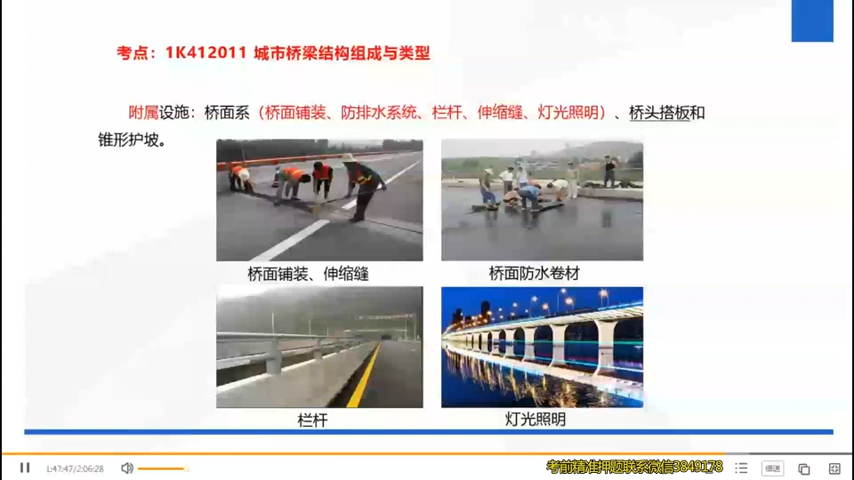 考点：1K412011 城市桥梁结构组成与类型
附属设施：桥面系（桥面铺装、防排水系统、栏杆、伸缩缝、灯光照明）、桥头搭板和
锥形护坡。
桥面铺装、伸缩缝
桥面防水卷材
栏杆
灯光照明
1:47:47/2:06:28
考前精准押题联系微信3849178
倍速